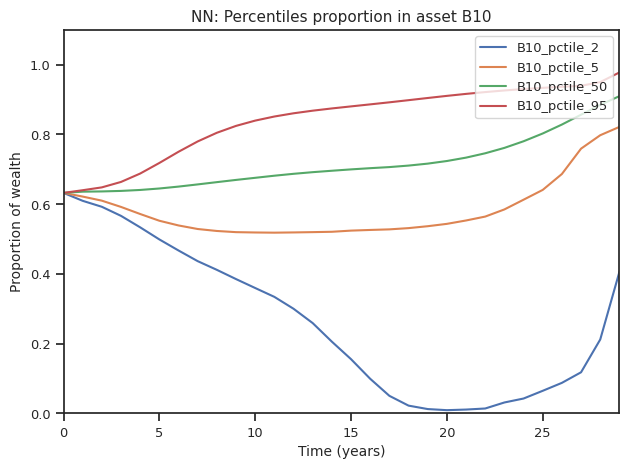 NN: Percentiles proportion in asset B10
B10_pctile_2
B10_pctile_5
B10_pctile_50
B10_pctile_95
Proportion of wealth
1.0
0.8
0.6
0.4
0.2
0.0
0 5 10 15 20 25
Time (years)